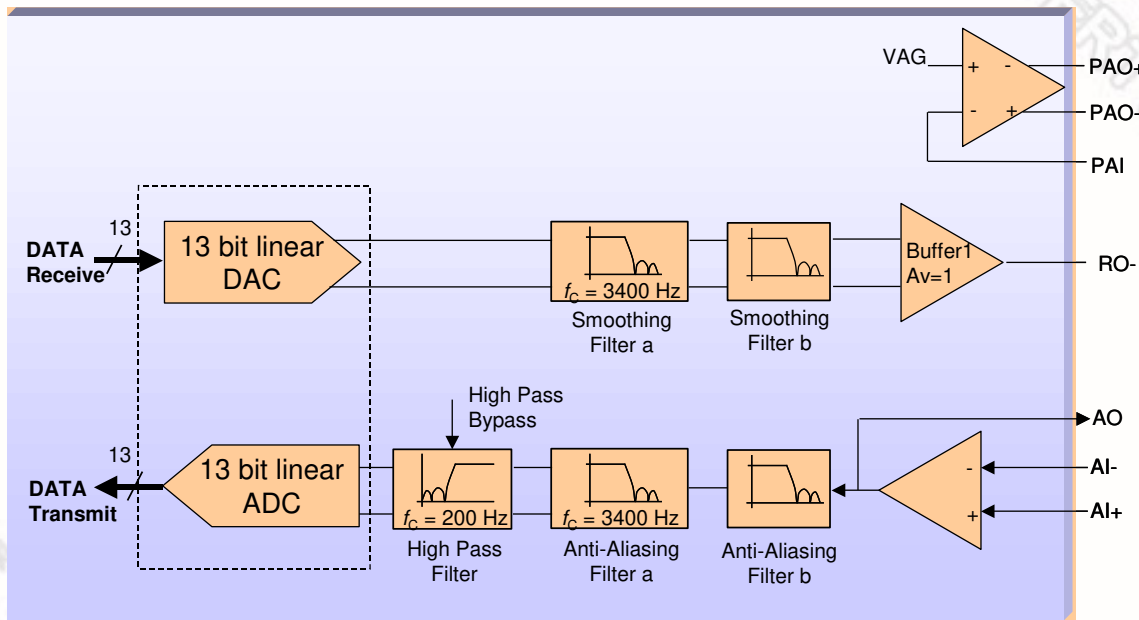 VAG
+ -
- +
PAO+
PAO-
PAI
13
DATA
Receive
13 bit linear
DAC
fC = 3400 Hz
Smoothing
Filter a
Smoothing
Filter b
Buffer1
Av=1
RO-
High Pass
Bypass
AO
13
DATA
Transmit
13 bit linear
ADC
fC = 200 Hz
High Pass
Filter
fC = 3400 Hz
Anti-Aliasing
Filter a
Anti-Aliasing
Filter b
-
+
AI-
AI+